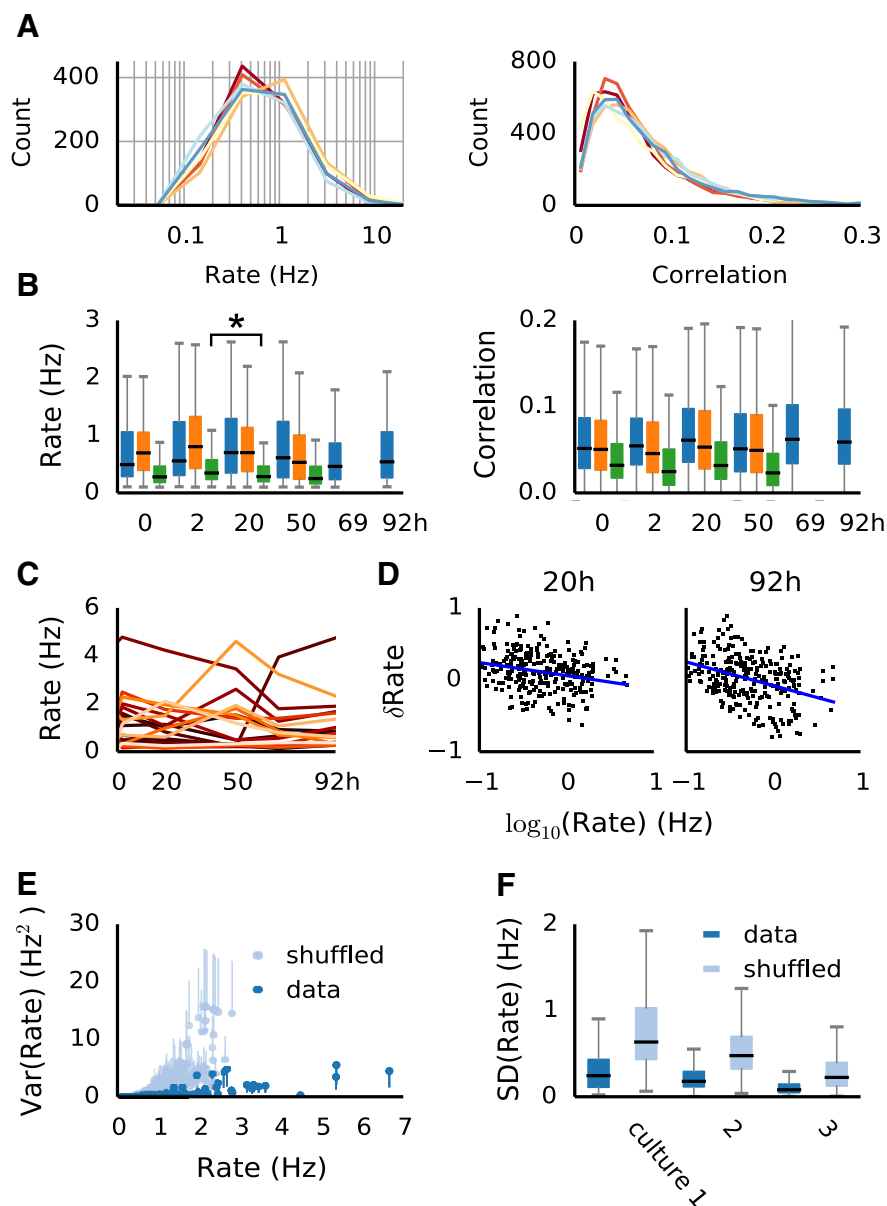 A
Count
400
200
0
0.1 1 10
Rate (Hz)
Count
800
400
0
0 0.1 0.2 0.3
Correlation
B
Rate (Hz)
3
2
1
0
*
0 2 20 50 69 92h
Correlation
0.2
0.1
0.0
0 2 20 50 69 92h
C
Rate (Hz)
6
4
2
0
0 20 50 92h
D
20h 92h
δRate
1
0
−1
−1 0 1
−1 0 1
log₁₀(Rate) (Hz)
E
Var(Rate) (Hz²)
30
20
10
0
shuffled
data
0 1 2 3 4 5 6 7
Rate (Hz)
F
SD(Rate) (Hz)
2
1
0
data
shuffled
culture 1
2
3